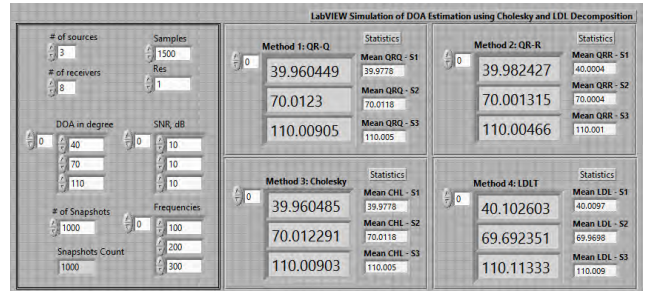 LabVIEW Simulation of DOA Estimation using Cholesky and LDL Decomposition
# of sources
3
Samples
1500
# of receivers
8
Res
1
DOA in degree
0
40
70
110
SNR, dB
0
10
10
10
# of Snapshots
1000
Snapshots Count
1000
Frequencies
0
100
200
300
Method 1: QR-Q
Statistics
0
39.960449
70.0123
110.00905
Mean QRQ - S1
39.9778
Mean QRQ - S2
70.0118
Mean QRQ - S3
110.005
Method 2: QR-R
Statistics
0
39.982427
70.001315
110.00466
Mean QRR - S1
40.0004
Mean QRR - S2
70.0004
Mean QRR - S3
110.001
Method 3: Cholesky
Statistics
0
39.960485
70.012291
110.00903
Mean CHL - S1
39.9778
Mean CHL - S2
70.0118
Mean CHL - S3
110.005
Method 4: LDLT
Statistics
0
40.102603
69.692351
110.11333
Mean LDL - S1
40.0097
Mean LDL - S2
69.9698
Mean LDL - S3
110.009